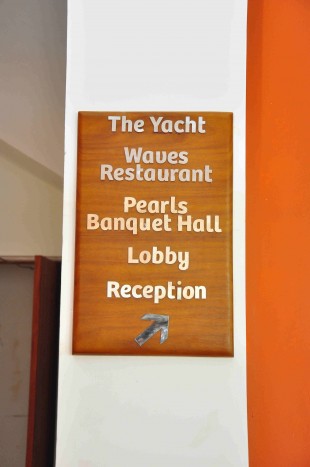 The Yacht
Waves
Restaurant
Pearls
Banquet Hall
Lobby
Reception